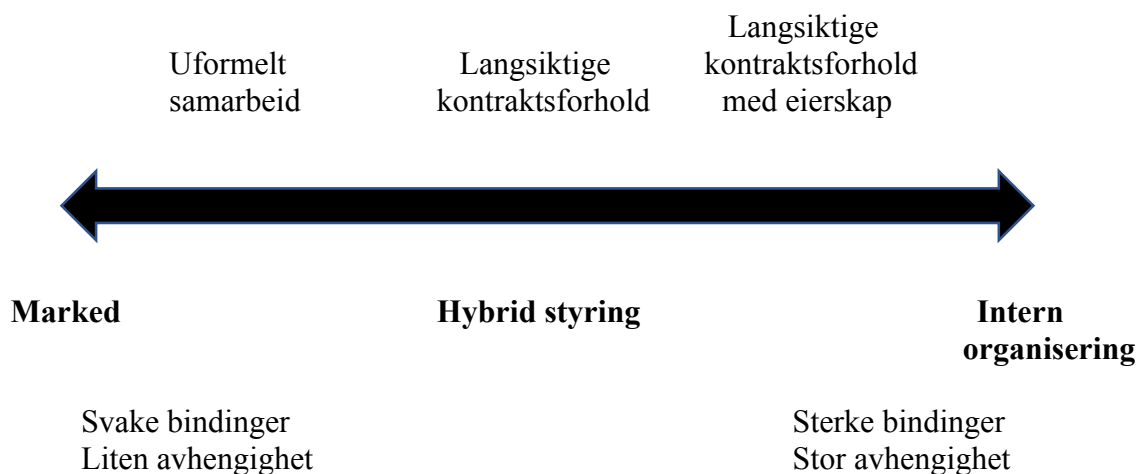 Uformelt
samarbeid
Langsiktige
kontraktsforhold
Langsiktige
kontraktsforhold
med eierskap
Marked
Hybrid styring
Intern
organisering
Svake bindinger
Liten avhengighet
Sterke bindinger
Stor avhengighet